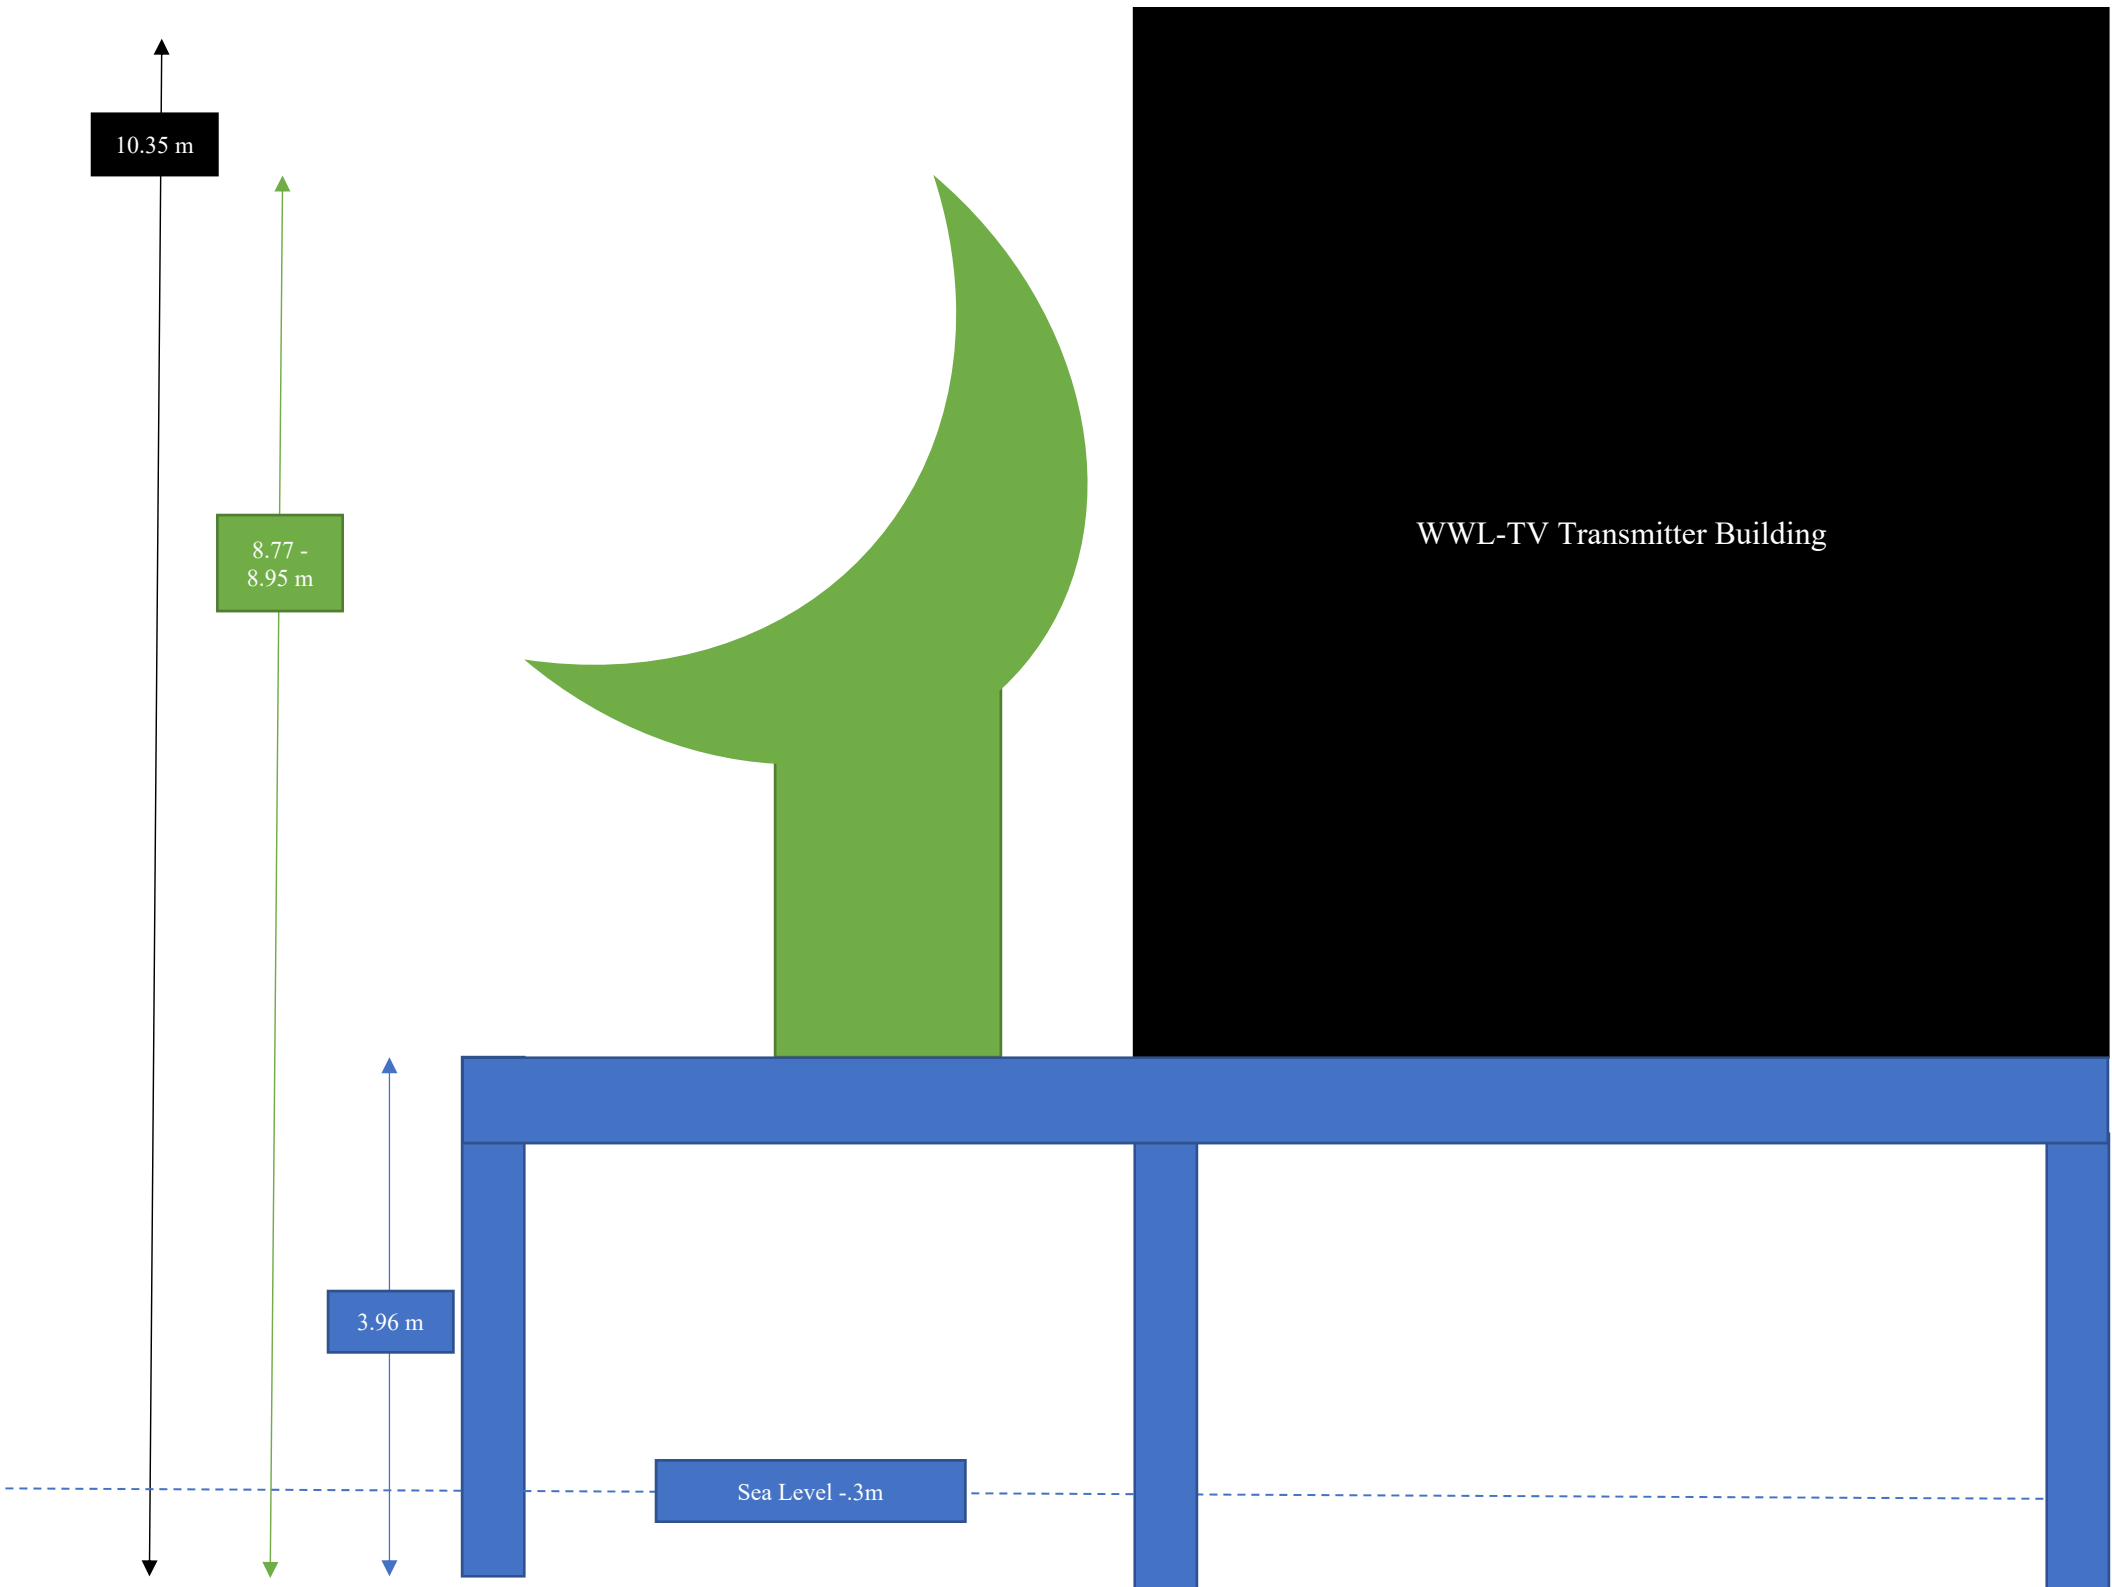 10.35 m
8.77 -
8.95 m
WWL-TV Transmitter Building
3.96 m
Sea Level -.3m